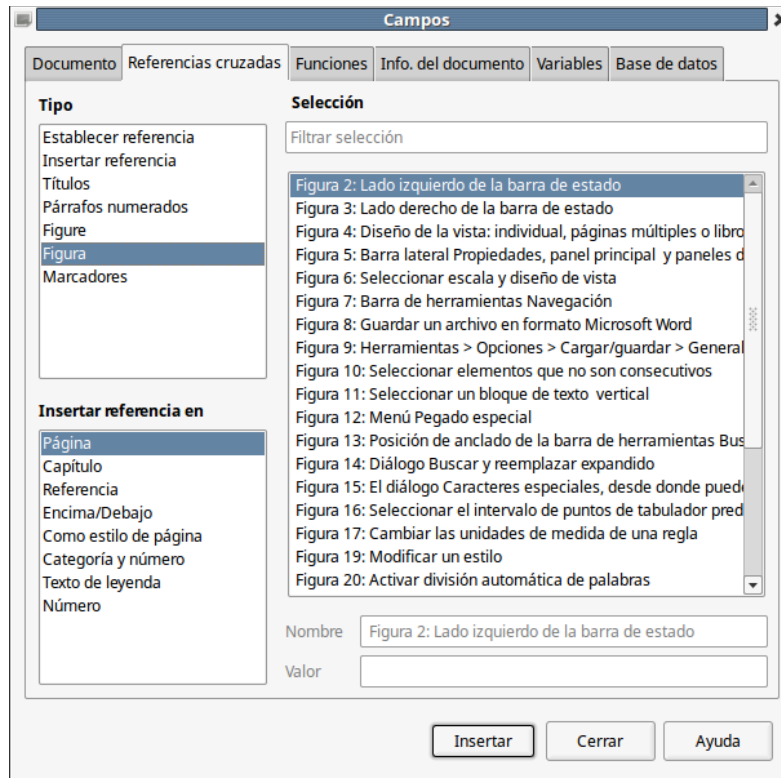 Campos
Documento
Referencias cruzadas
Funciones
Info. del documento
Variables
Base de datos
Tipo
Establecer referencia
Insertar referencia
Títulos
Párrafos numerados
Figure
Figura
Marcadores
Insertar referencia en
Página
Capítulo
Referencia
Encima/Debajo
Como estilo de página
Categoría y número
Texto de leyenda
Número
Selección
Filtrar selección
Figura 2: Lado izquierdo de la barra de estado
Figura 3: Lado derecho de la barra de estado
Figura 4: Diseño de la vista: individual, páginas múltiples o libro
Figura 5: Barra lateral Propiedades, panel principal  y paneles d
Figura 6: Seleccionar escala y diseño de vista
Figura 7: Barra de herramientas Navegación
Figura 8: Guardar un archivo en formato Microsoft Word
Figura 9: Herramientas > Opciones > Cargar/guardar > General
Figura 10: Seleccionar elementos que no son consecutivos
Figura 11: Seleccionar un bloque de texto  vertical
Figura 12: Menú Pegado especial
Figura 13: Posición de anclado de la barra de herramientas Bus
Figura 14: Diálogo Buscar y reemplazar expandido
Figura 15: El diálogo Caracteres especiales, desde donde puede
Figura 16: Seleccionar el intervalo de puntos de tabulador pred
Figura 17: Cambiar las unidades de medida de una regla
Figura 19: Modificar un estilo
Figura 20: Activar división automática de palabras
Nombre
Figura 2: Lado izquierdo de la barra de estado
Valor
Insertar
Cerrar
Ayuda